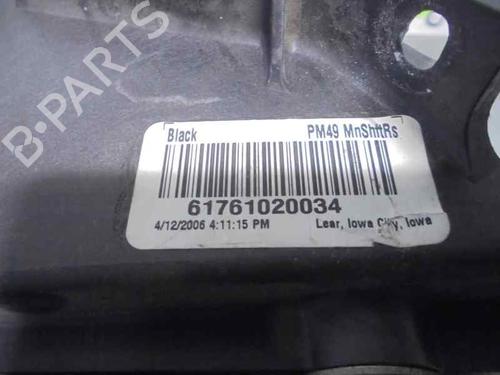 B-PARTS
Black PM49 MnShftRs
61761020034
4/12/2006 4:11:15 PM Lear, Iowa City, Iowa